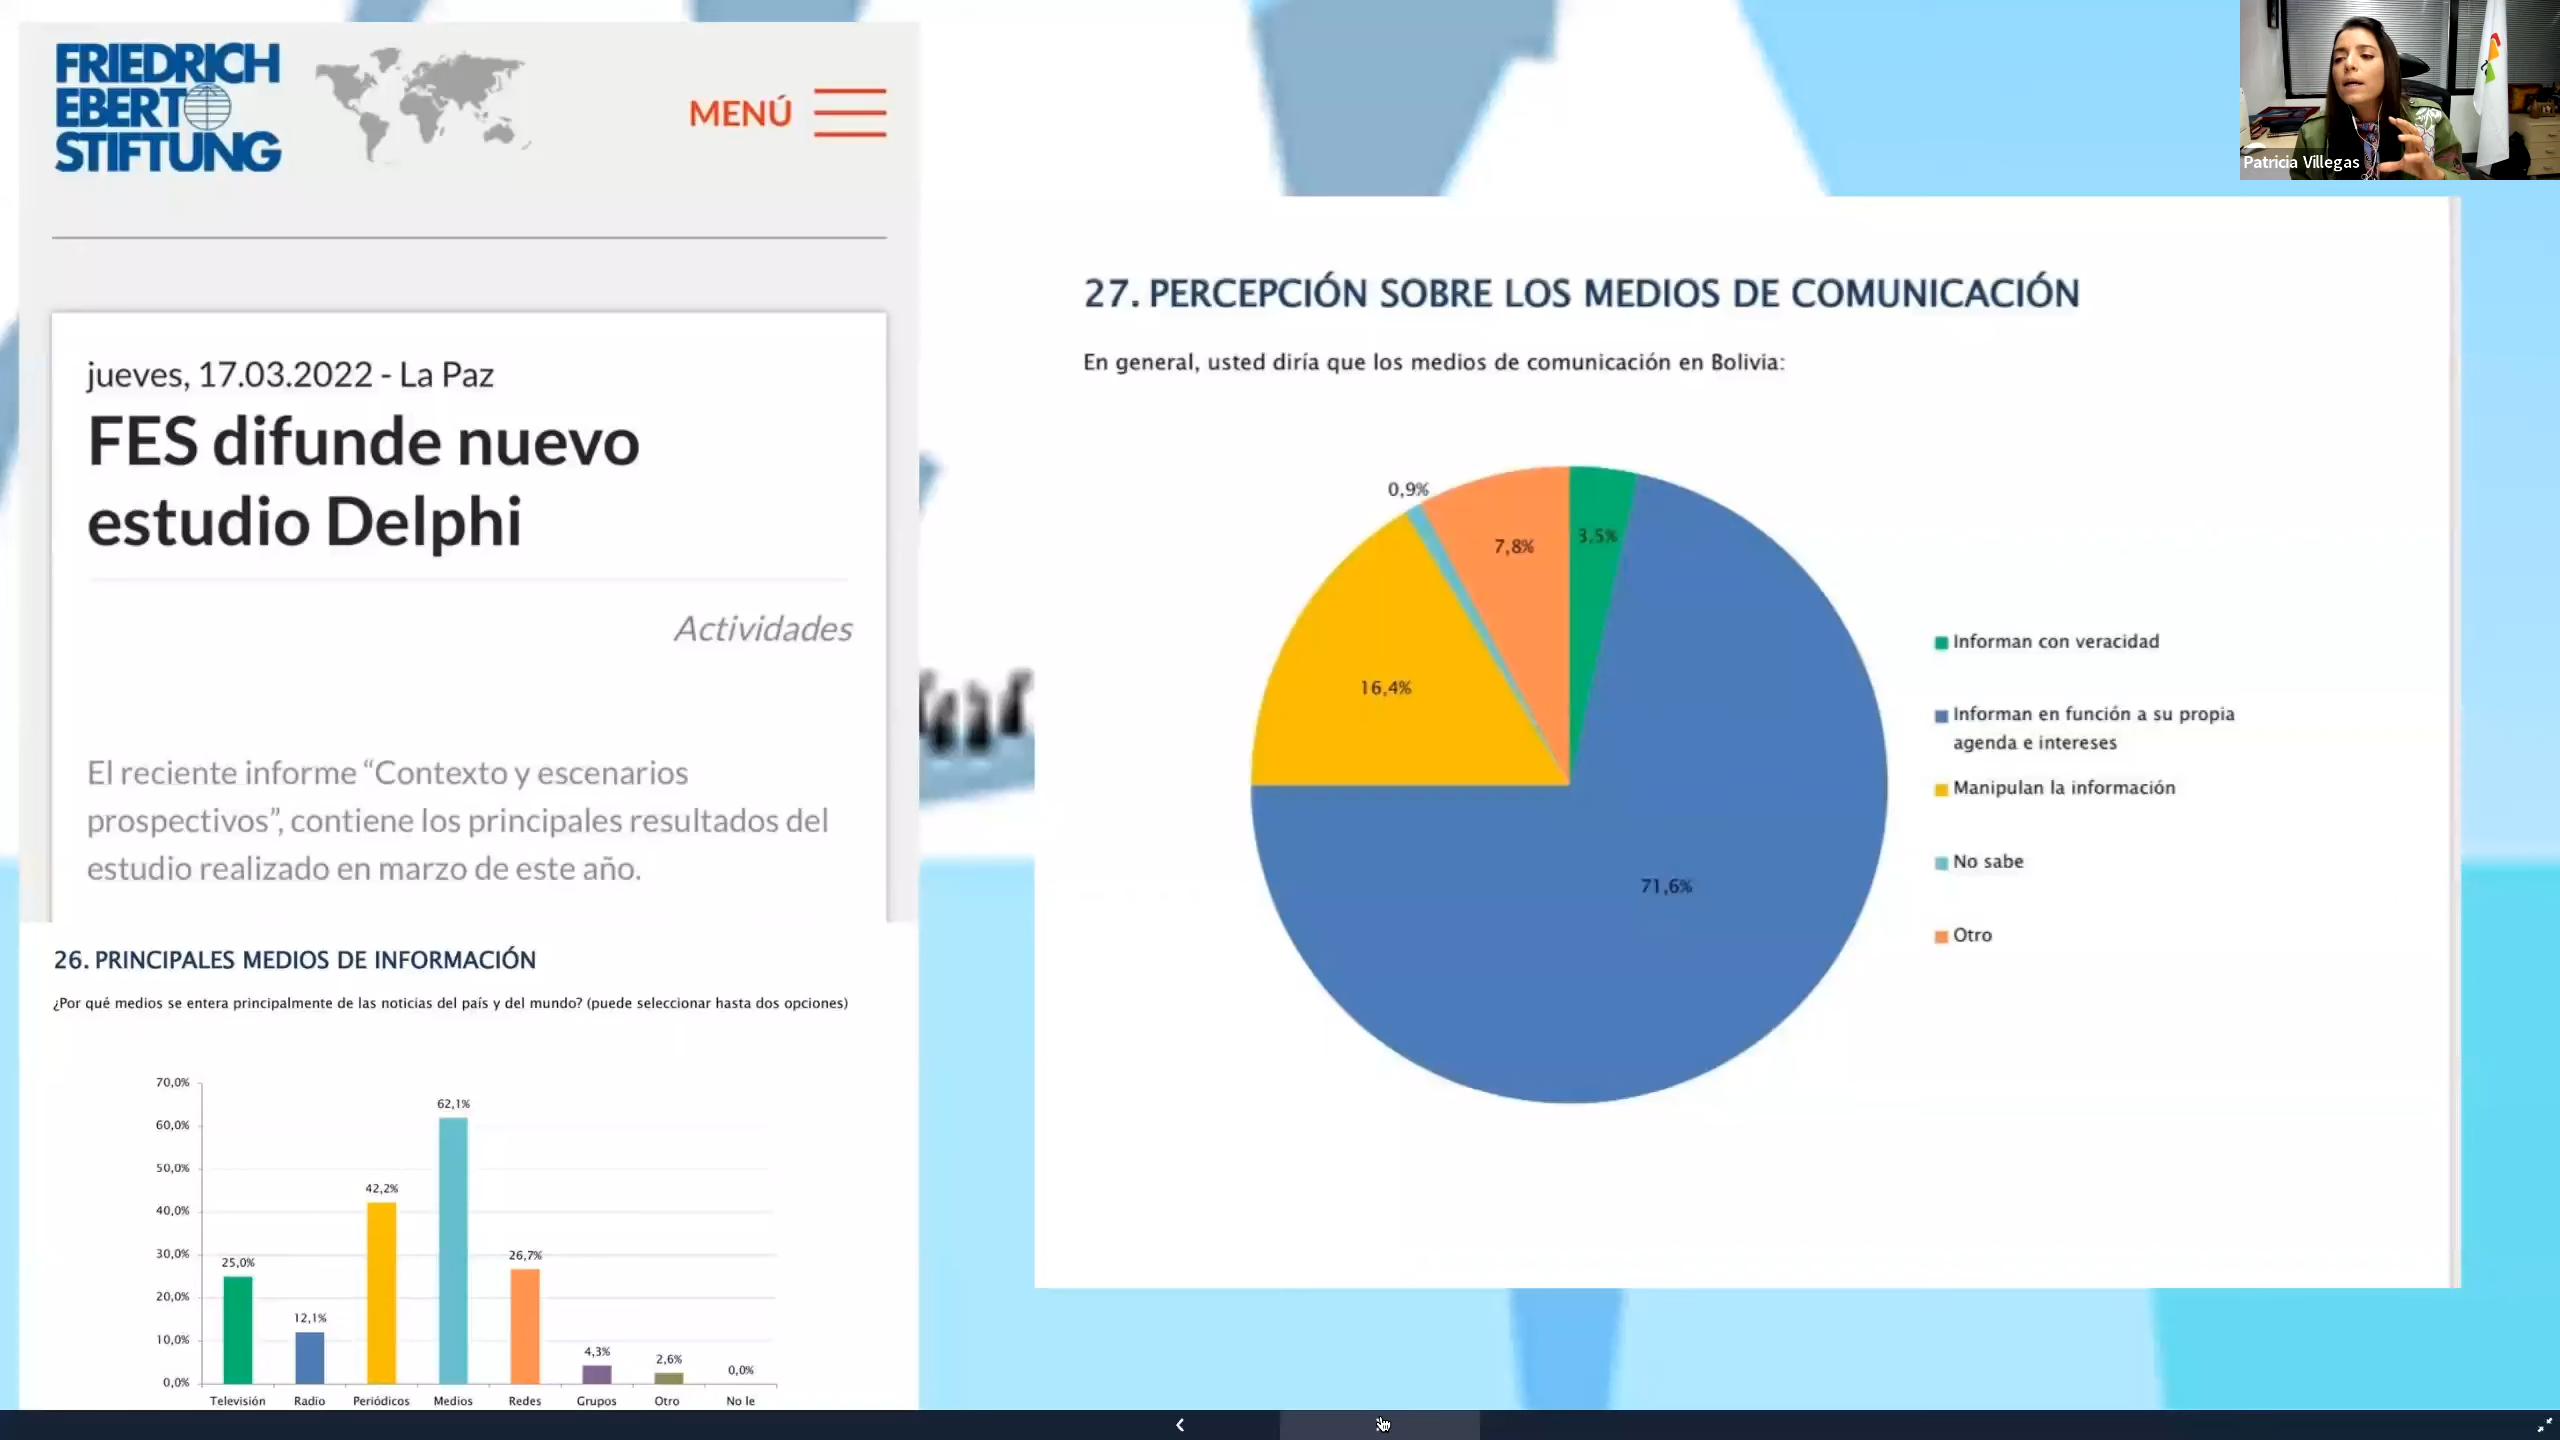 FRIEDRICH
EBERT
STIFTUNG
MENÚ
jueves, 17.03.2022 - La Paz
FES difunde nuevo
estudio Delphi
Actividades
El reciente informe “Contexto y escenarios
prospectivos”, contiene los principales resultados del
estudio realizado en marzo de este año.
26. PRINCIPALES MEDIOS DE INFORMACIÓN
¿Por qué medios se entera principalmente de las noticias del país y del mundo? (puede seleccionar hasta dos opciones)
70,0%
60,0%
50,0%
40,0%
30,0%
20,0%
10,0%
0,0%
25,0%
12,1%
42,2%
62,1%
26,7%
4,3%
2,6%
0,0%
Televisión
Radio
Periódicos
Medios
Redes
Grupos
Otro
No le
27. PERCEPCIÓN SOBRE LOS MEDIOS DE COMUNICACIÓN
En general, usted diría que los medios de comunicación en Bolivia:
0,9%
7,8%
3,5%
16,4%
71,6%
Informan con veracidad
Informan en función a su propia
agenda e intereses
Manipulan la información
No sabe
Otro
Patricia Villegas